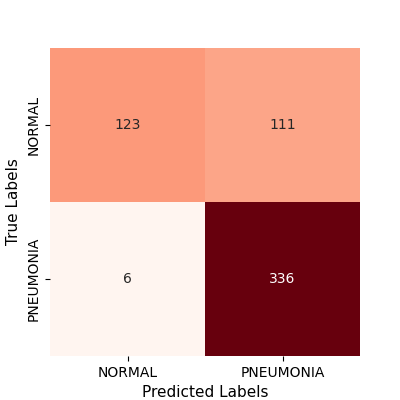 True Labels
NORMAL
123 111
PNEUMONIA
6 336
NORMAL PNEUMONIA
Predicted Labels